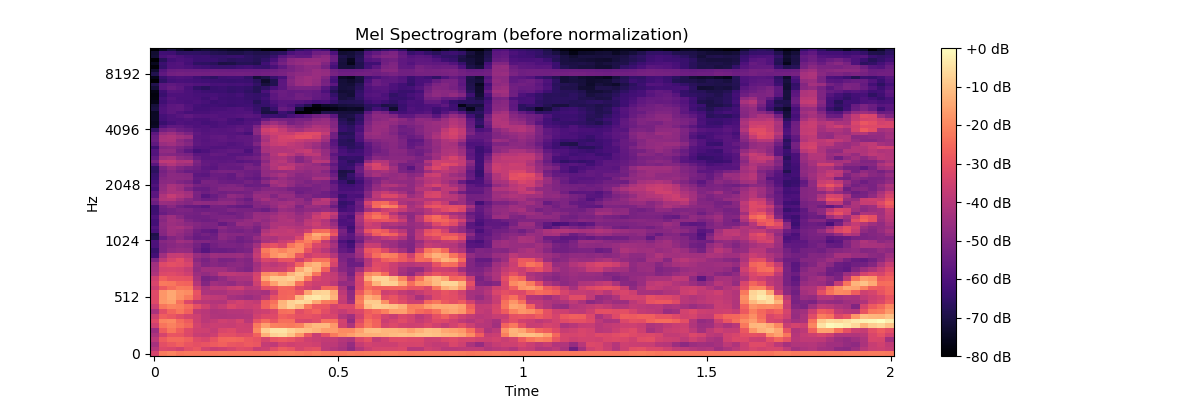 Mel Spectrogram (before normalization)
+0 dB
8192
-10 dB
4096
-20 dB
-30 dB
2048
Hz
-40 dB
1024
-50 dB
-60 dB
512
-70 dB
0
-80 dB
0 0.5 1 1.5 2
Time